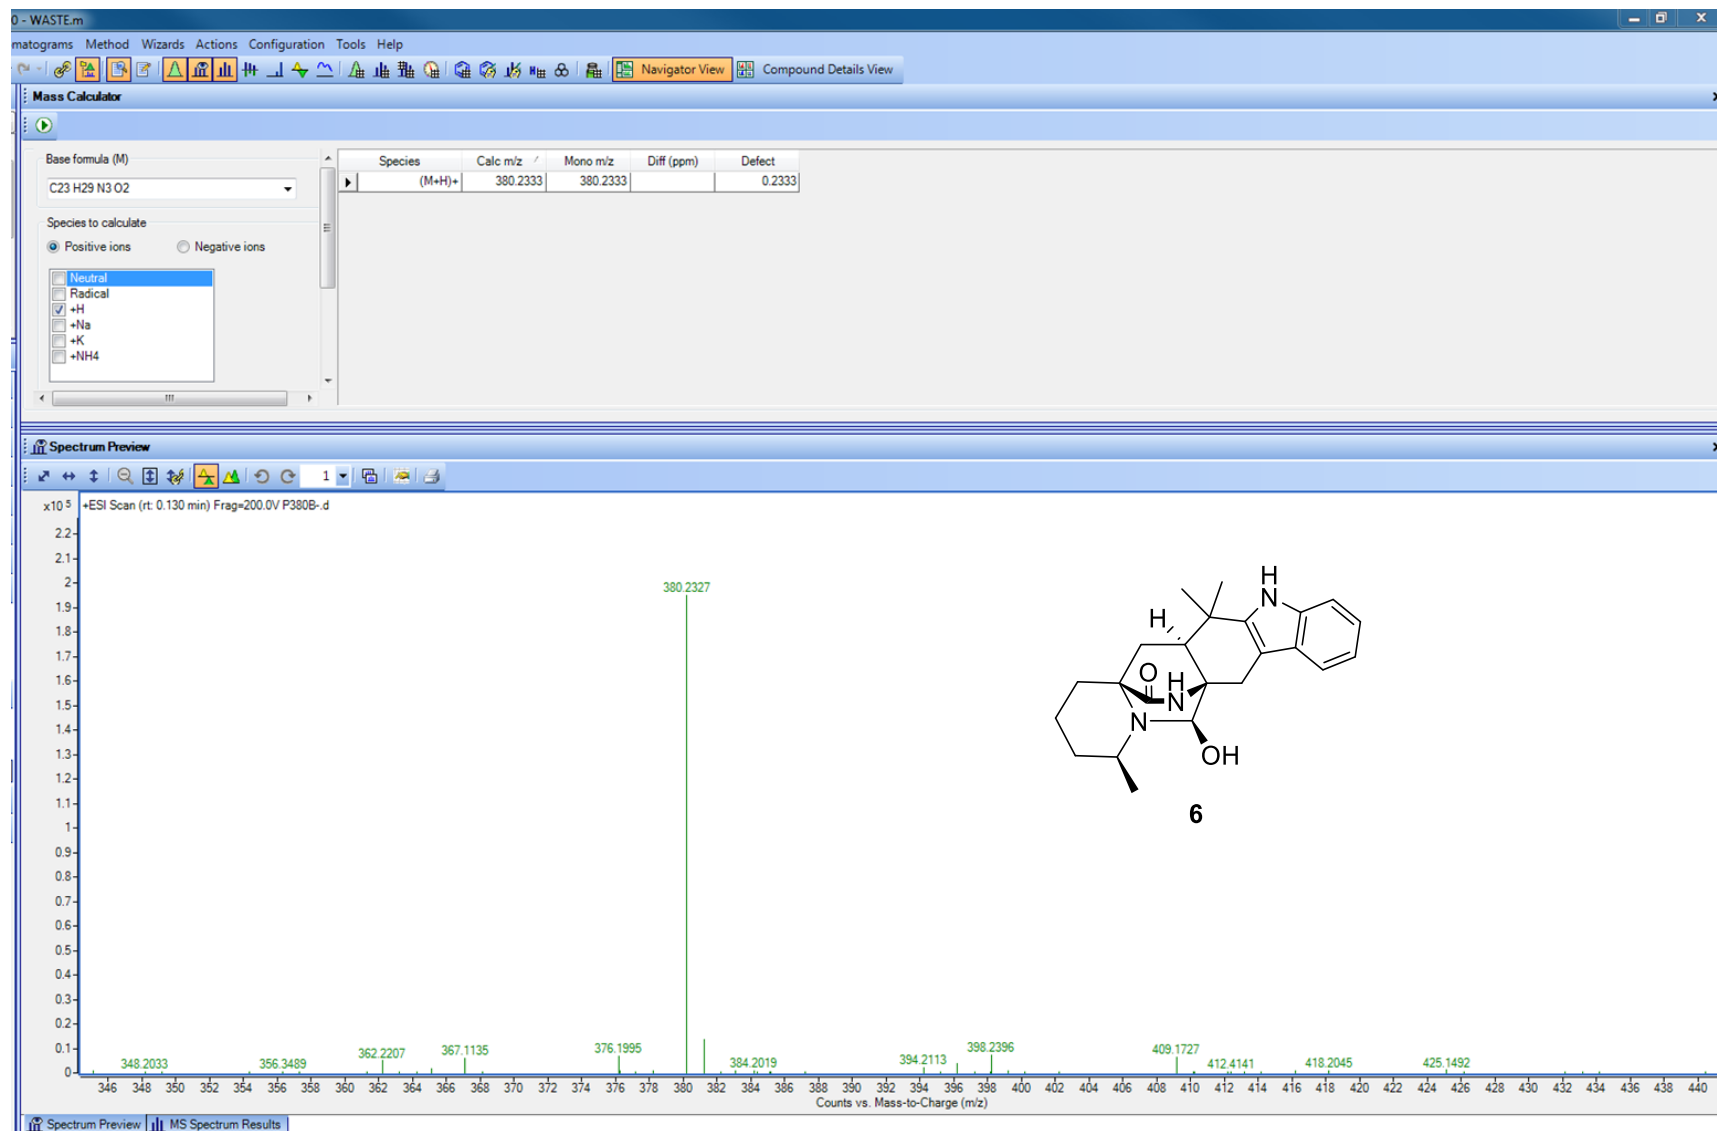 0 - WASTE.m
matograms Method Wizards Actions Configuration Tools Help
Navigator View Compound Details View
Mass Calculator
Base formula (M)
C23 H29 N3 O2
Species to calculate
Positive ions Negative ions
Neutral
Radical
+H
+Na
+K
+NH4
Species Calc m/z Mono m/z Diff (ppm) Defect
(M+H)+ 380.2333 380.2333 0.2333
Spectrum Preview
1
x10 5 +ESI Scan (rt: 0.130 min) Frag=200.0V P380B-.d
2.2
2.1
2
1.9
1.8
1.7
1.6
1.5
1.4
1.3
1.2
1.1
1
0.9
0.8
0.7
0.6
0.5
0.4
0.3
0.2
0.1
0
380.2327
H
N
H
O
H
N
N
OH
6
348.2033 356.3489 362.2207 367.1135 376.1995 384.2019 394.2113 398.2396 409.1727 412.4141 418.2045 425.1492
346 348 350 352 354 356 358 360 362 364 366 368 370 372 374 376 378 380 382 384 386 388 390 392 394 396 398 400 402 404 406 408 410 412 414 416 418 420 422 424 426 428 430 432 434 436 438 440
Counts vs. Mass-to-Charge (m/z)
Spectrum Preview MS Spectrum Results